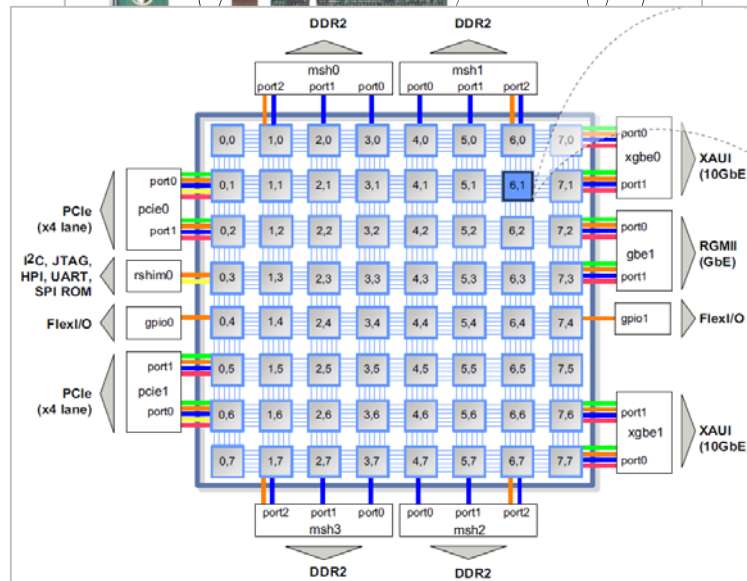 DDR2 DDR2
msh0 msh1
port2 port1 port0 port0 port1 port2
0,0 1,0 2,0 3,0 4,0 5,0 6,0 7,0
port0
xgbe0
port1
XAUI
(10GbE
0,1 1,1 2,1 3,1 4,1 5,1 6,1 7,1
PCIe
(x4 lane)
port0
pcie0
port1
0,2 1,2 2,2 3,2 4,2 5,2 6,2 7,2
port0
gbe1
port1
RGMII
(GbE)
I²C, JTAG,
HPI, UART,
SPI ROM
rshim0
0,3 1,3 2,3 3,3 4,3 5,3 6,3 7,3
FlexI/O gpio0
0,4 1,4 2,4 3,4 4,4 5,4 6,4 7,4
gpio1 FlexI/O
PCIe
(x4 lane)
port1
pcie1
port0
0,5 1,5 2,5 3,5 4,5 5,5 6,5 7,5
0,6 1,6 2,6 3,6 4,6 5,6 6,6 7,6
port1
xgbe1
port0
XAUI
(10GbE
0,7 1,7 2,7 3,7 4,7 5,7 6,7 7,7
port2 port1 port0 port0 port1 port2
msh3 msh2
DDR2 DDR2